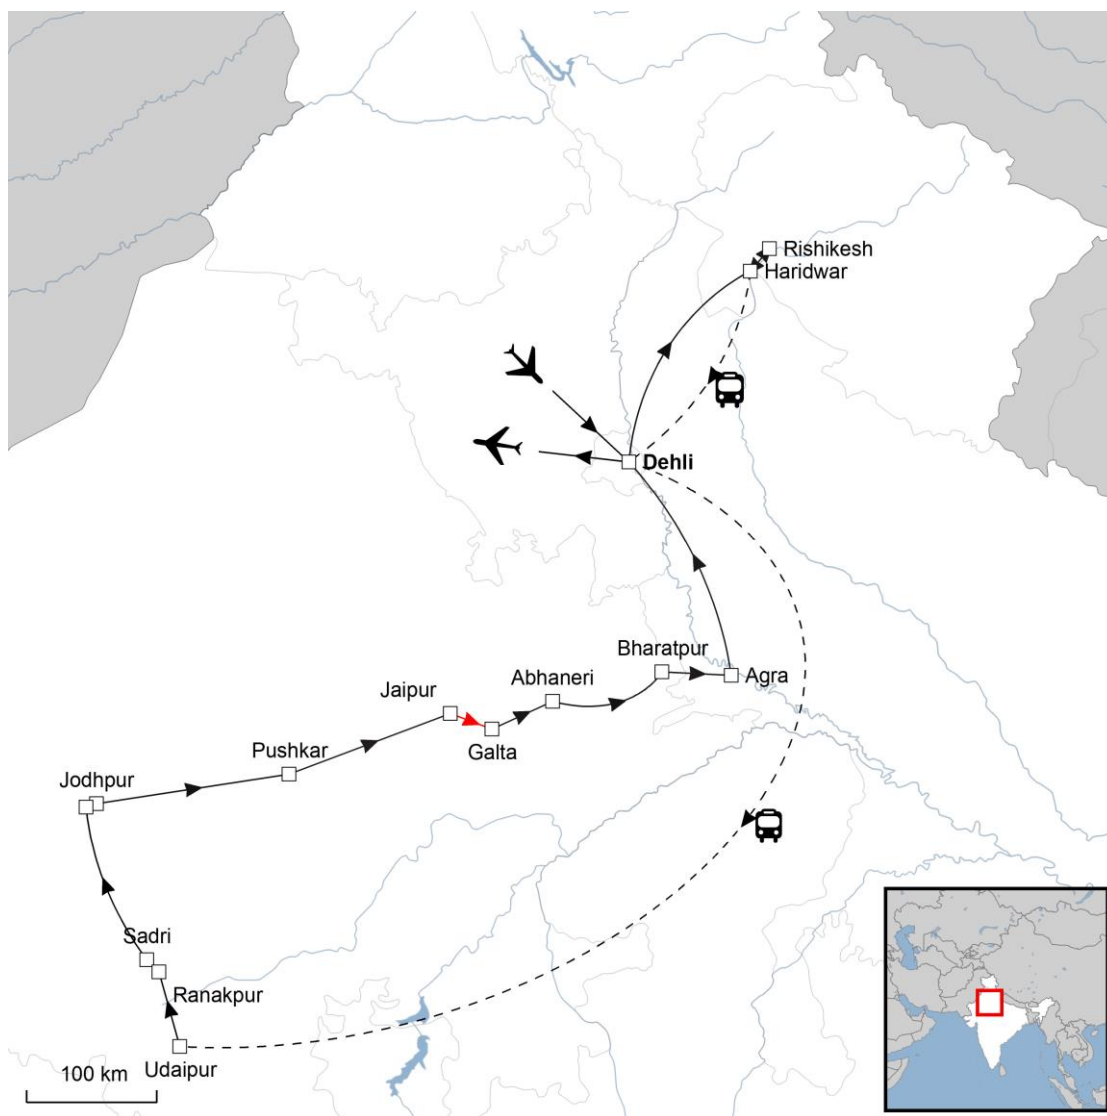 Rishikesh
Haridwar
Dehli
Bharatpur
Agra
Abhaneri
Jaipur
Galta
Pushkar
Jodhpur
Sadri
Ranakpur
Udaipur
100 km